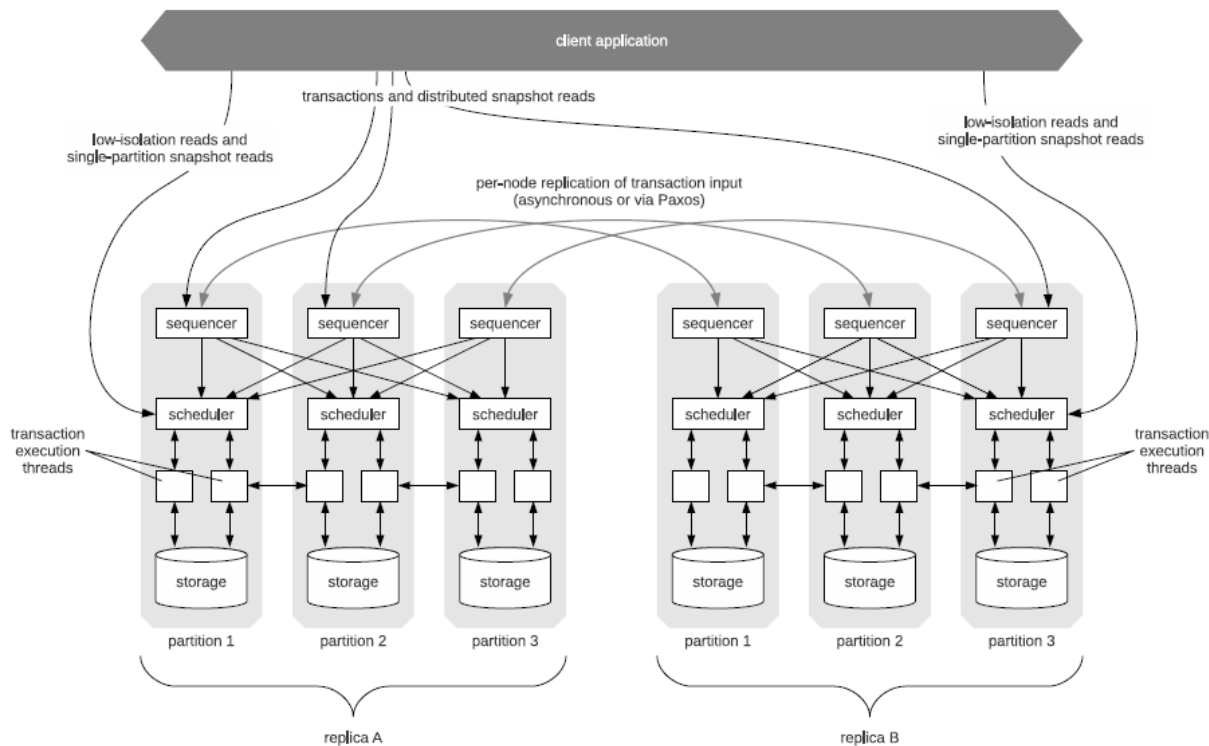 client application
transactions and distributed snapshot reads
low-isolation reads and
single-partition snapshot reads
low-isolation reads and
single-partition snapshot reads
per-node replication of transaction input
(asynchronous or via Paxos)
sequencer
sequencer
sequencer
sequencer
sequencer
sequencer
scheduler
scheduler
scheduler
scheduler
scheduler
scheduler
transaction
execution
threads
transaction
execution
threads
storage
storage
storage
storage
storage
storage
partition 1
partition 2
partition 3
partition 1
partition 2
partition 3
replica A
replica B